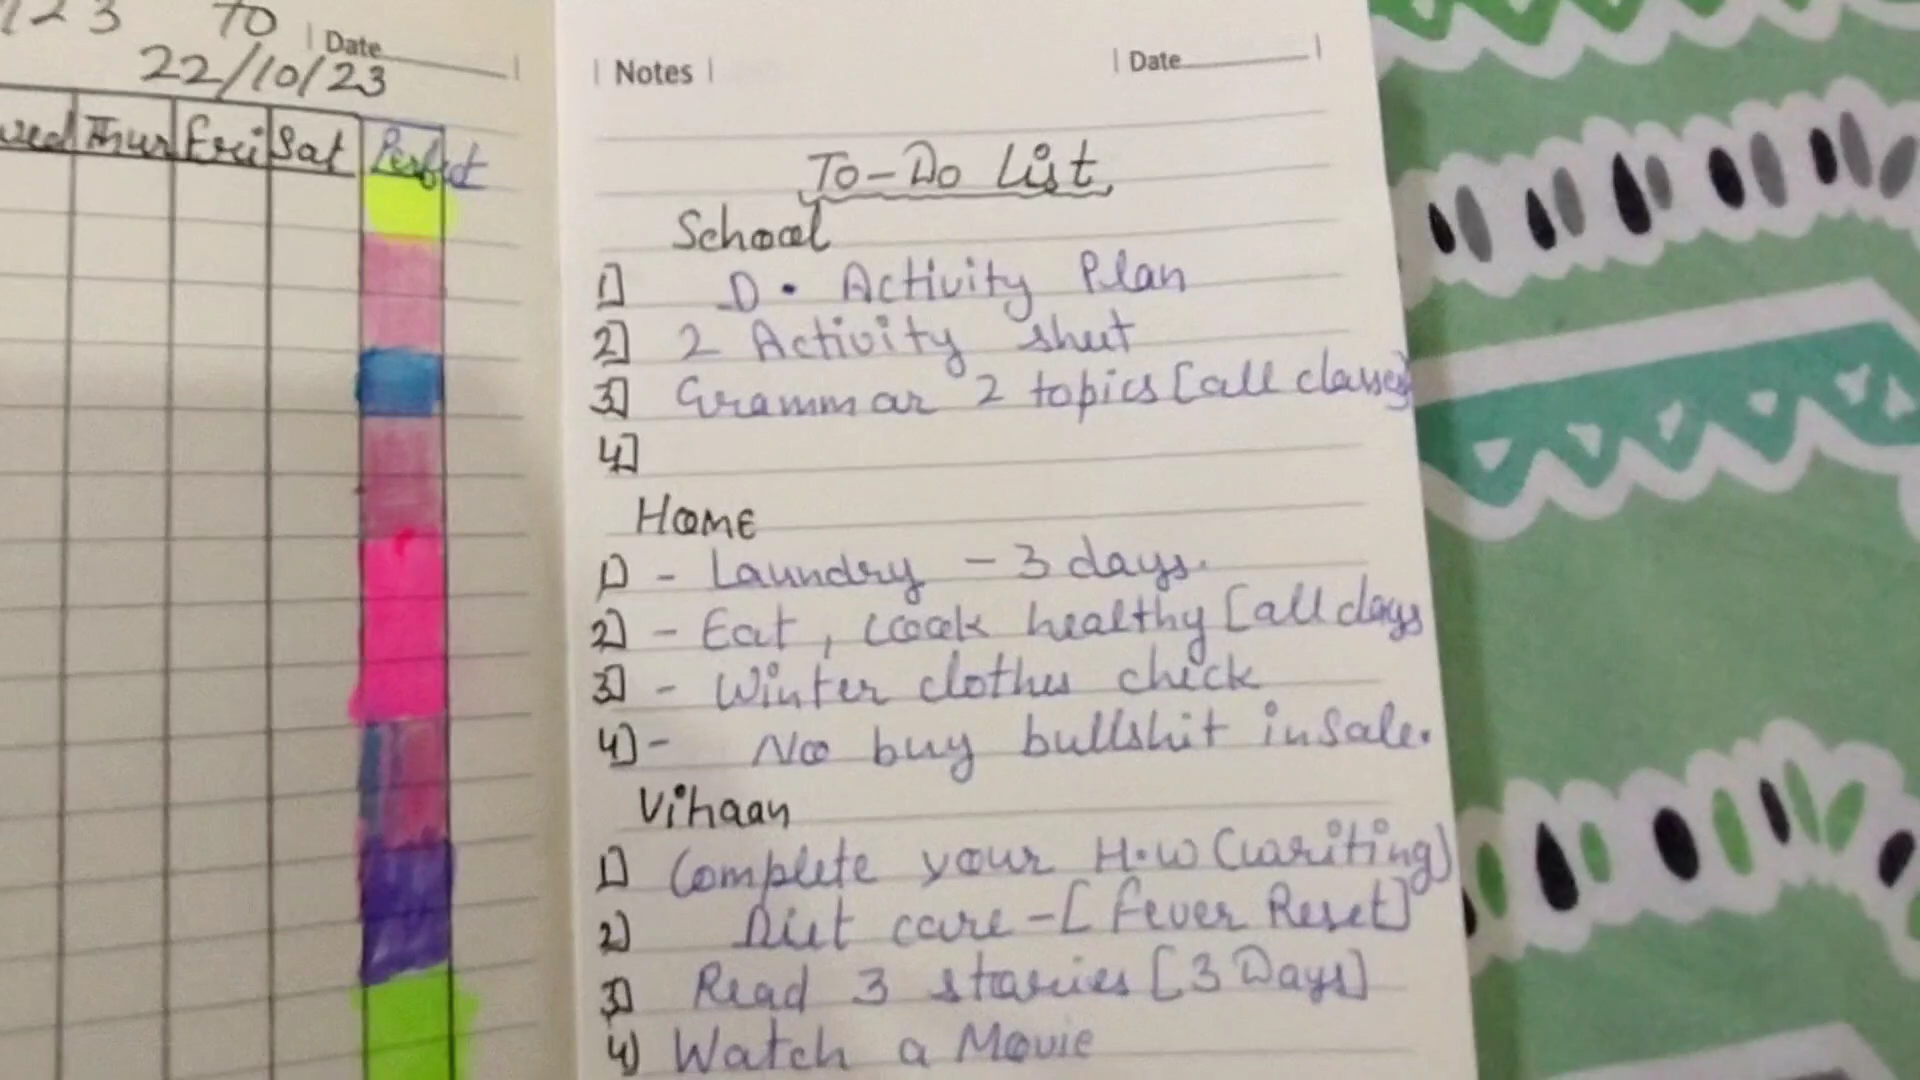 123 To
Date
22/10/23
Wed Thur Fri Sat Perfect
Notes
Date
To-Do List
School
1] D. Activity Plan
2] 2 Activity sheet
3] Grammar 2 topics [all classes]
4]
Home
1] - Laundry - 3 days.
2] - Eat, cook healthy [all days
3] - Winter clothes check
4] - No buy bullshit in sale.
Vihaan
1] Complete your H.W (writing)
2] Diet care - [Fever Reset]
3] Read 3 stories [3 Days]
4] Watch a Movie